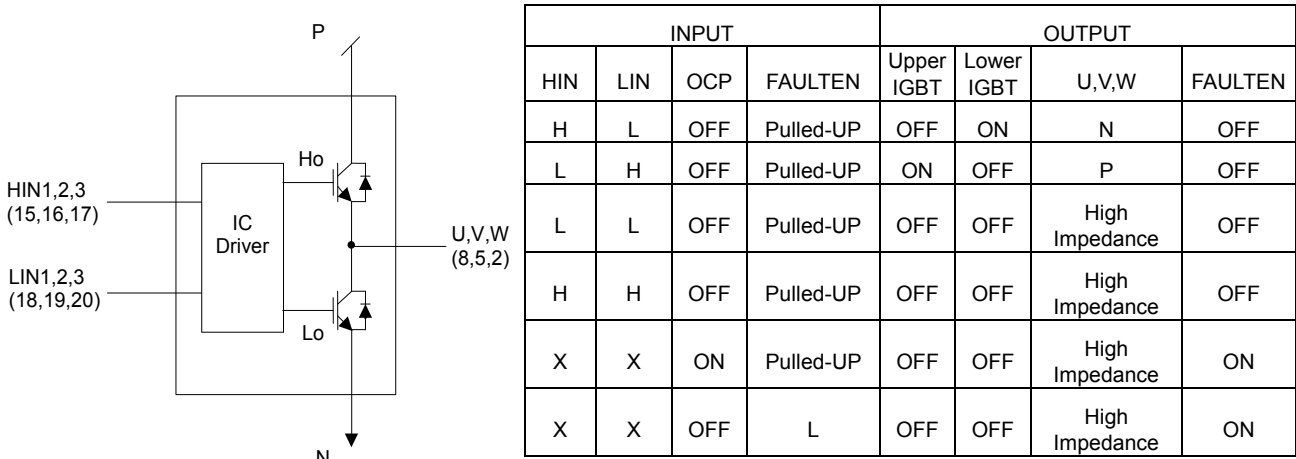 P
Ho
HIN1,2,3
(15,16,17)
IC
Driver
U,V,W
(8,5,2)
LIN1,2,3
(18,19,20)
Lo
N
INPUT OUTPUT
HIN LIN OCP FAULTEN Upper IGBT Lower IGBT U,V,W FAULTEN
H L OFF Pulled-UP OFF ON N OFF
L H OFF Pulled-UP ON OFF P OFF
L L OFF Pulled-UP OFF OFF High Impedance OFF
H H OFF Pulled-UP OFF OFF High Impedance OFF
X X ON Pulled-UP OFF OFF High Impedance ON
X X OFF L OFF OFF High Impedance ON